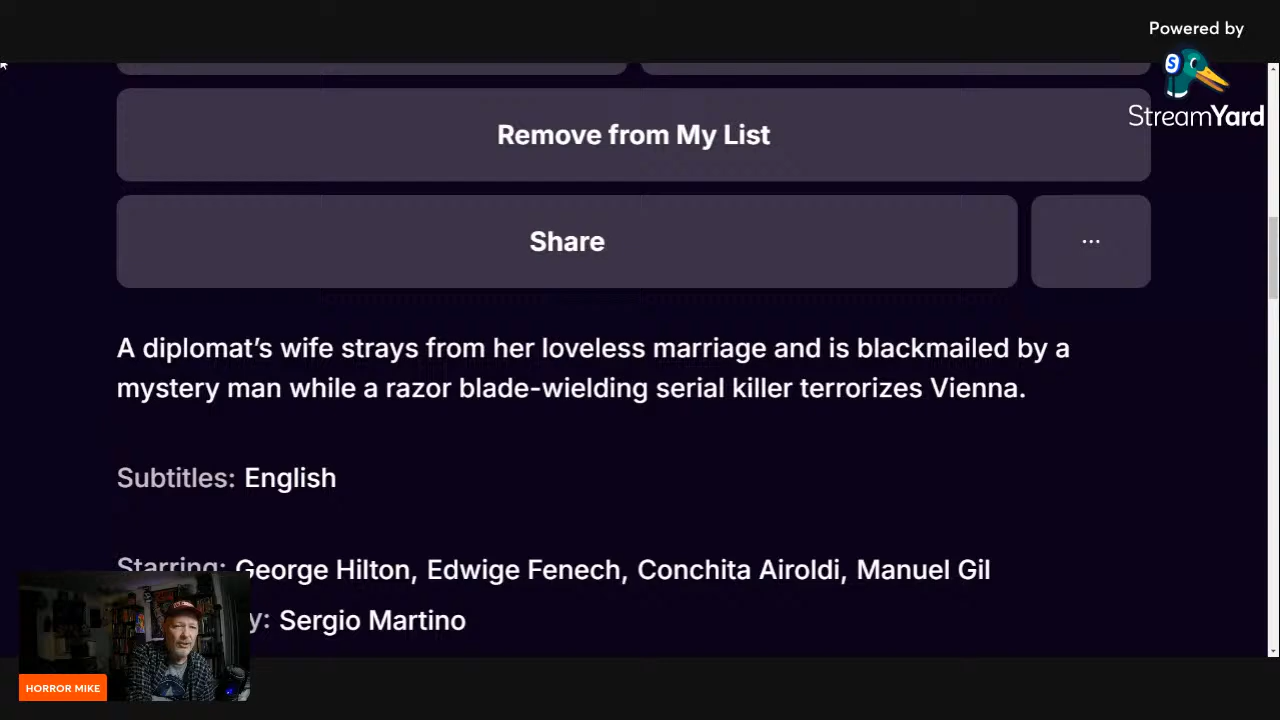 Powered by
StreamYard
Remove from My List
Share
...
A diplomat’s wife strays from her loveless marriage and is blackmailed by a
mystery man while a razor blade-wielding serial killer terrorizes Vienna.
Subtitles: English
Starring: George Hilton, Edwige Fenech, Conchita Airoldi, Manuel Gil
y: Sergio Martino
HORROR MIKE